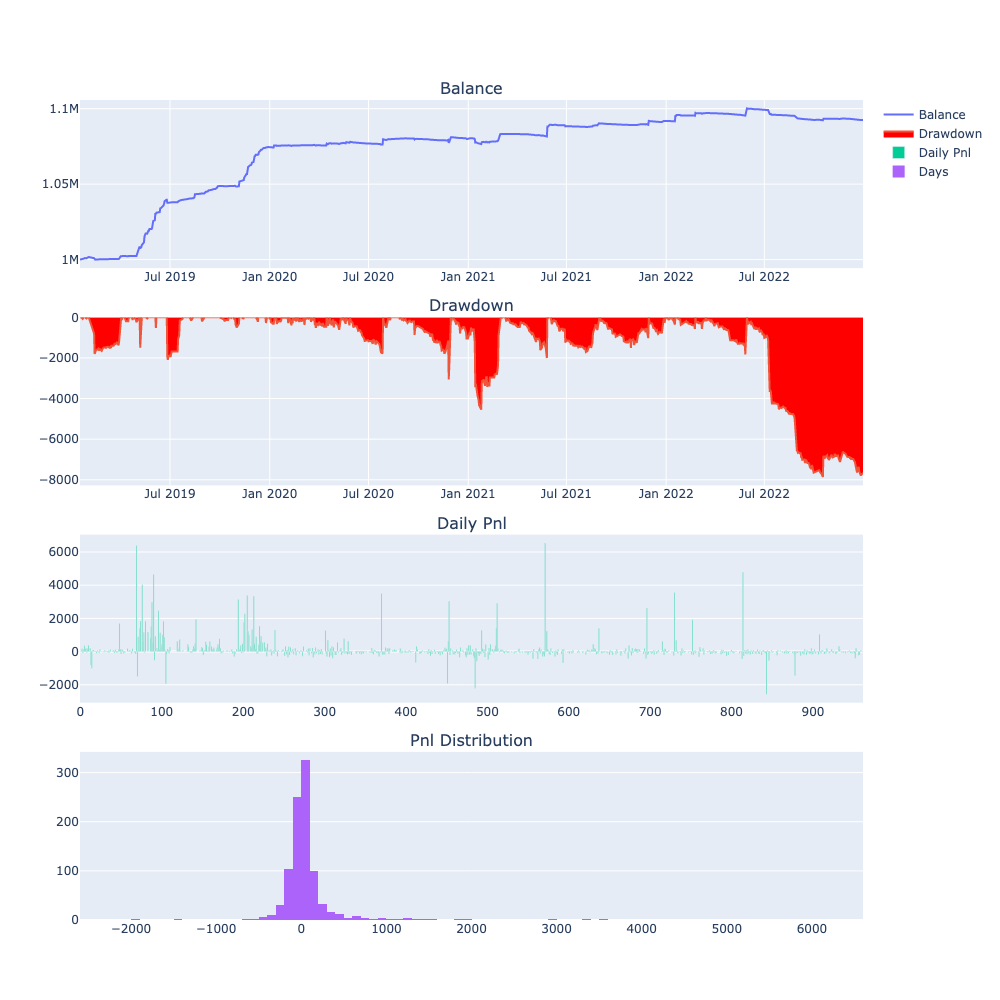 Balance
1.1M
1.05M
1M
Jul 2019 Jan 2020 Jul 2020 Jan 2021 Jul 2021 Jan 2022 Jul 2022
Balance
Drawdown
Daily Pnl
Days
Drawdown
0
−2000
−4000
−6000
−8000
Jul 2019 Jan 2020 Jul 2020 Jan 2021 Jul 2021 Jan 2022 Jul 2022
Daily Pnl
6000
4000
2000
0
−2000
0 100 200 300 400 500 600 700 800 900
Pnl Distribution
300
200
100
0
−2000 −1000 0 1000 2000 3000 4000 5000 6000